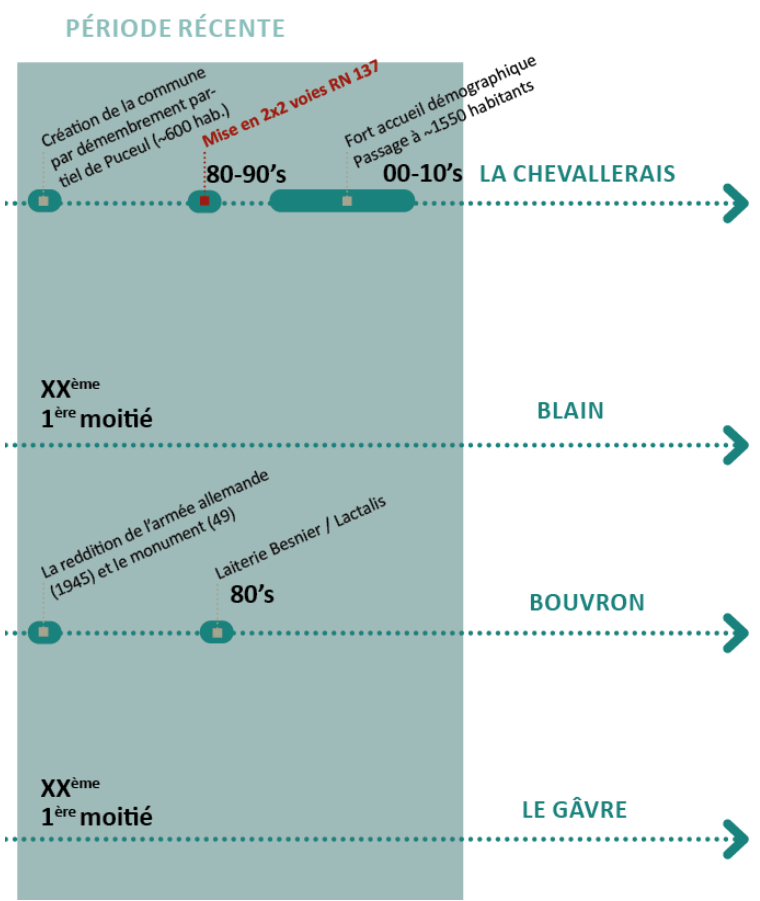 PÉRIODE RÉCENTE
Création de la commune
par démembrement par-
tiel de Puceul (~600 hab.)
Mise en 2x2 voies RN 137
80-90's
Fort accueil démographique
Passage à ~1550 habitants
00-10's
LA CHEVALLERAIS
XXème
1ère moitié
BLAIN
La reddition de l'armée allemande
(1945) et le monument (49)
Laiterie Besnier / Lactalis
80's
BOUVRON
XXème
1ère moitié
LE GÂVRE